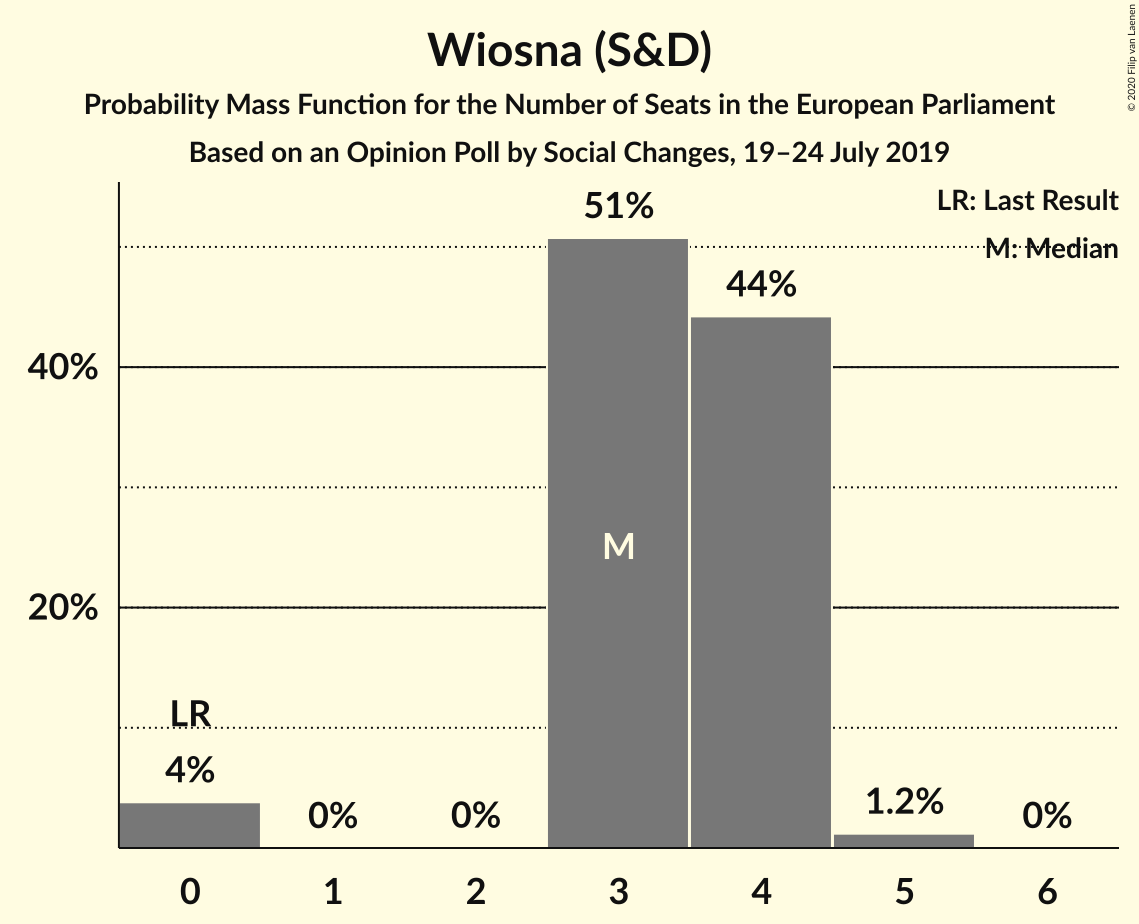 Wiosna (S&D)
Probability Mass Function for the Number of Seats in the European Parliament
Based on an Opinion Poll by Social Changes, 19–24 July 2019
© 2020 Filip van Laenen
LR: Last Result
M: Median
51%
44%
40%
M
20%
LR
4%
0%
0%
1.2%
0%
0 1 2 3 4 5 6